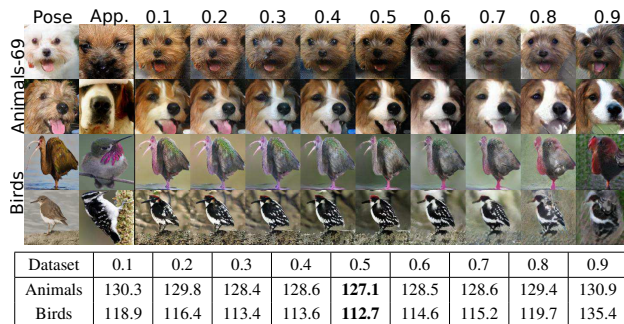 Pose App. 0.1 0.2 0.3 0.4 0.5 0.6 0.7 0.8 0.9
Animals-69
Birds
Dataset 0.1 0.2 0.3 0.4 0.5 0.6 0.7 0.8 0.9
Animals 130.3 129.8 128.4 128.6 127.1 128.5 128.6 129.4 130.9
Birds 118.9 116.4 113.4 113.6 112.7 114.6 115.2 119.7 135.4